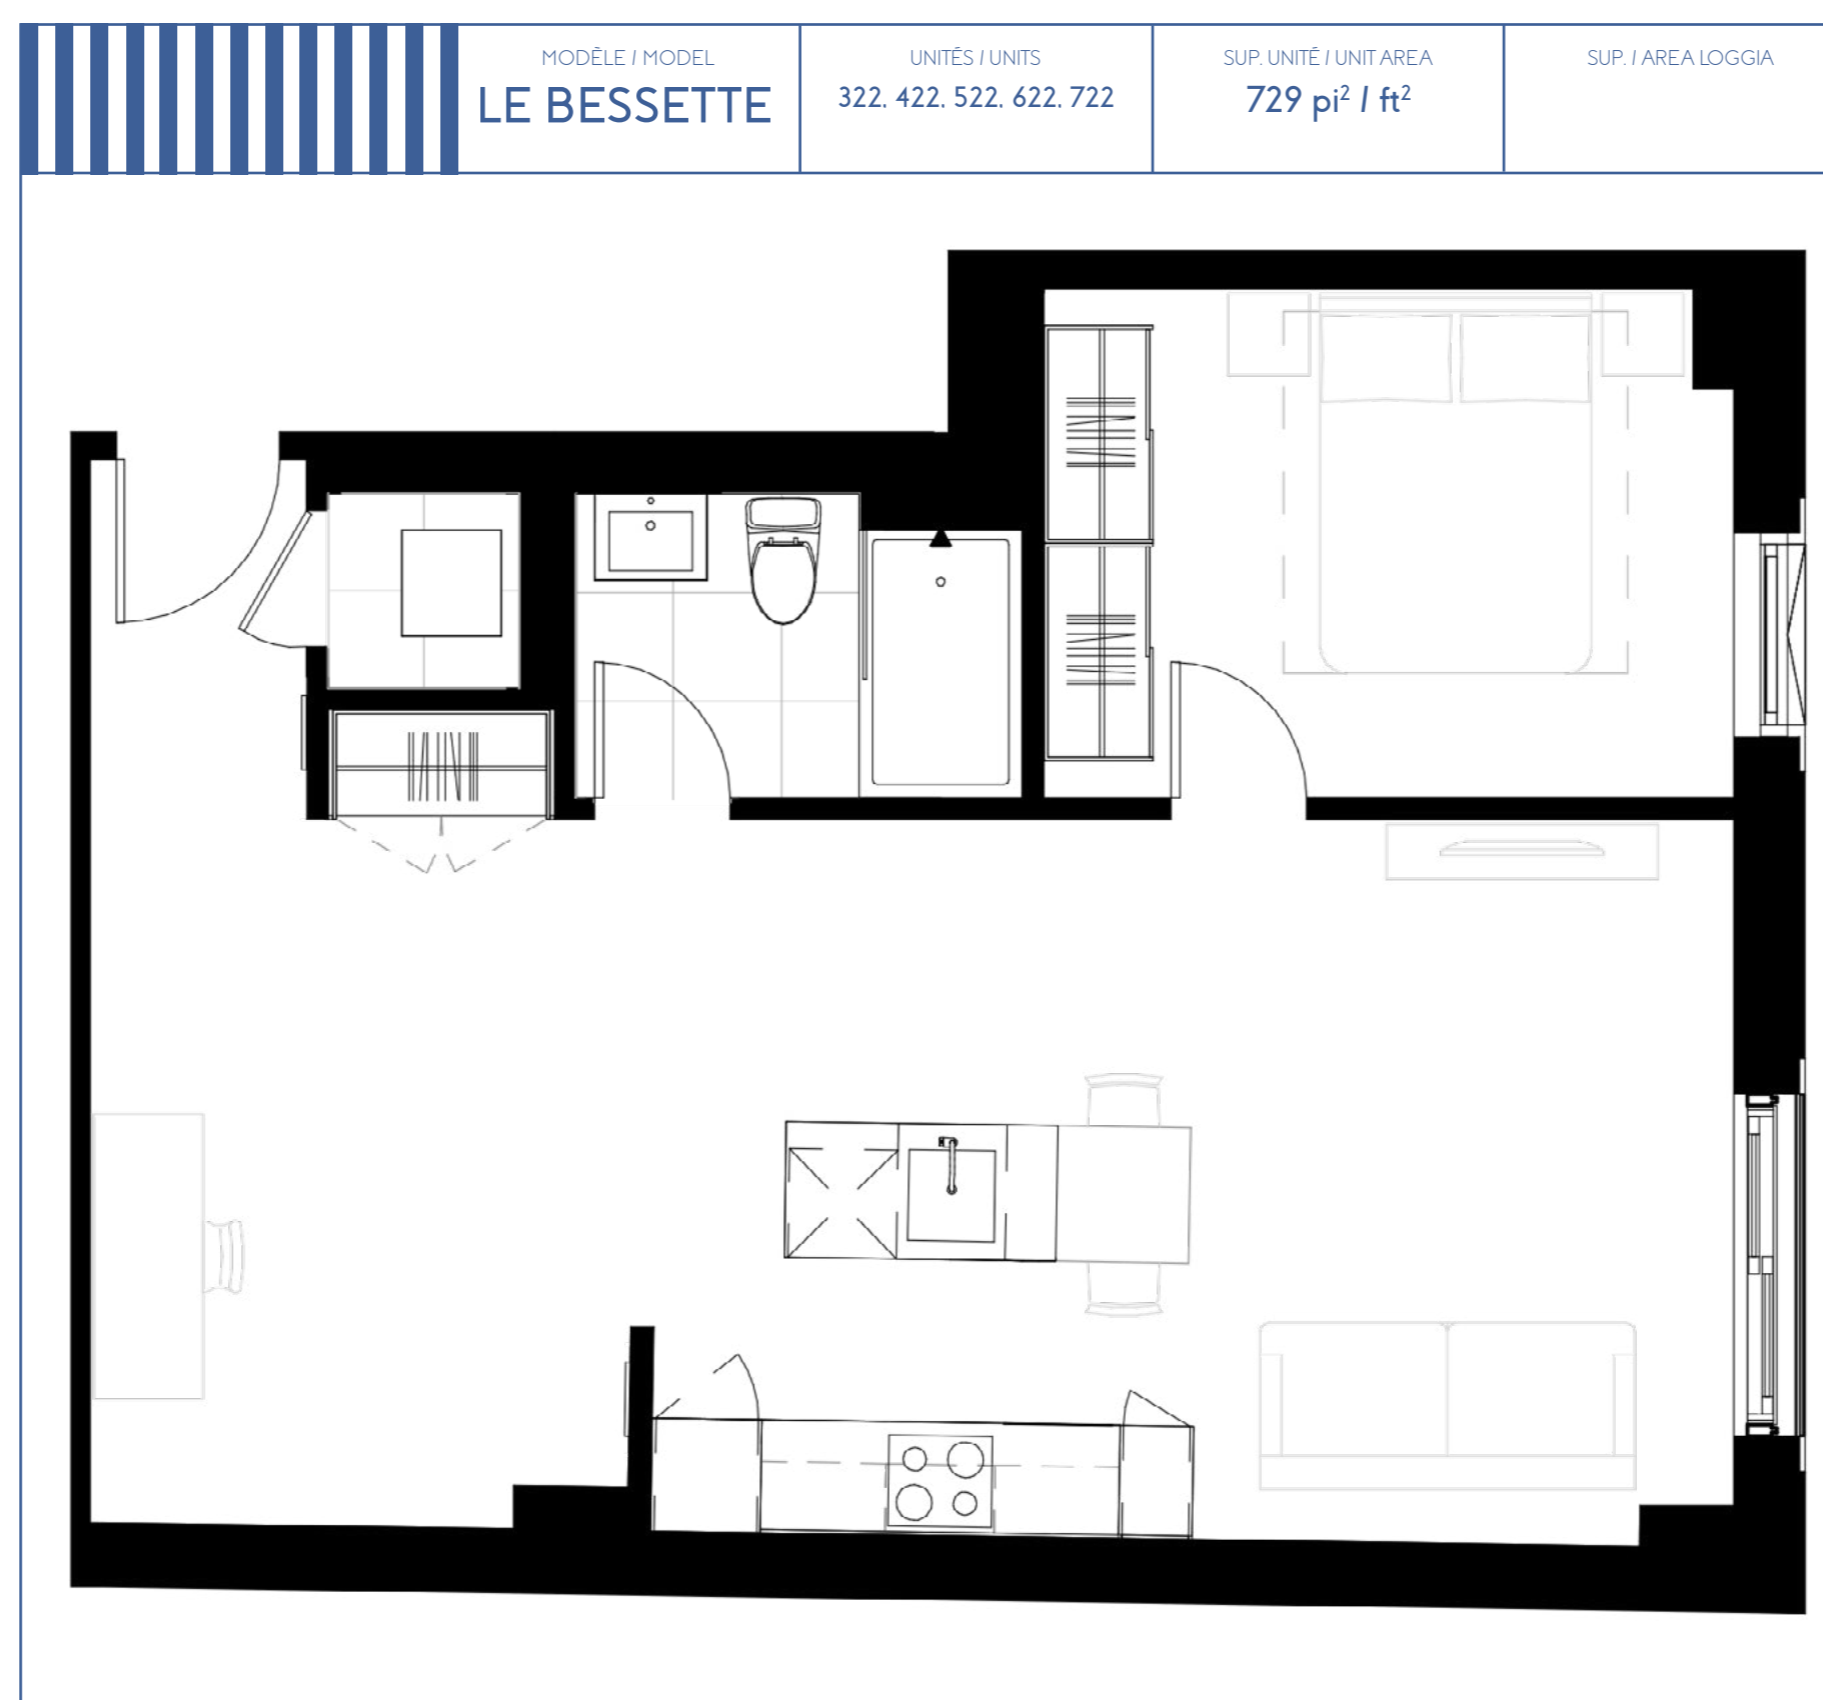 MODÈLE / MODEL
LE BESSETTE
UNITÉS / UNITS
322, 422, 522, 622, 722
SUP. UNITÉ / UNIT AREA
729 pi² / ft²
SUP. / AREA LOGGIA